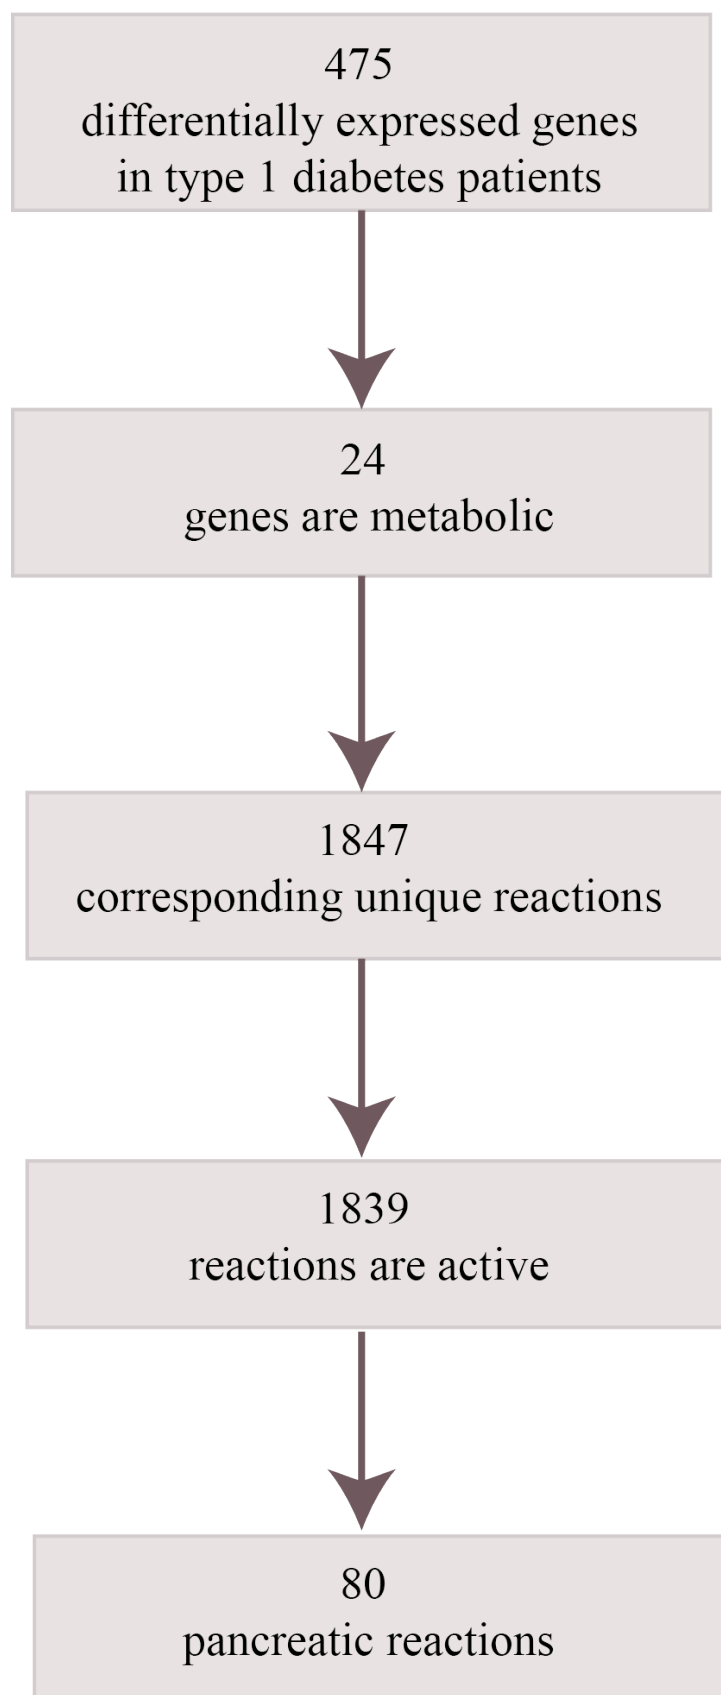 475
differentially expressed genes
in type 1 diabetes patients
24
genes are metabolic
1847
corresponding unique reactions
1839
reactions are active
80
pancreatic reactions